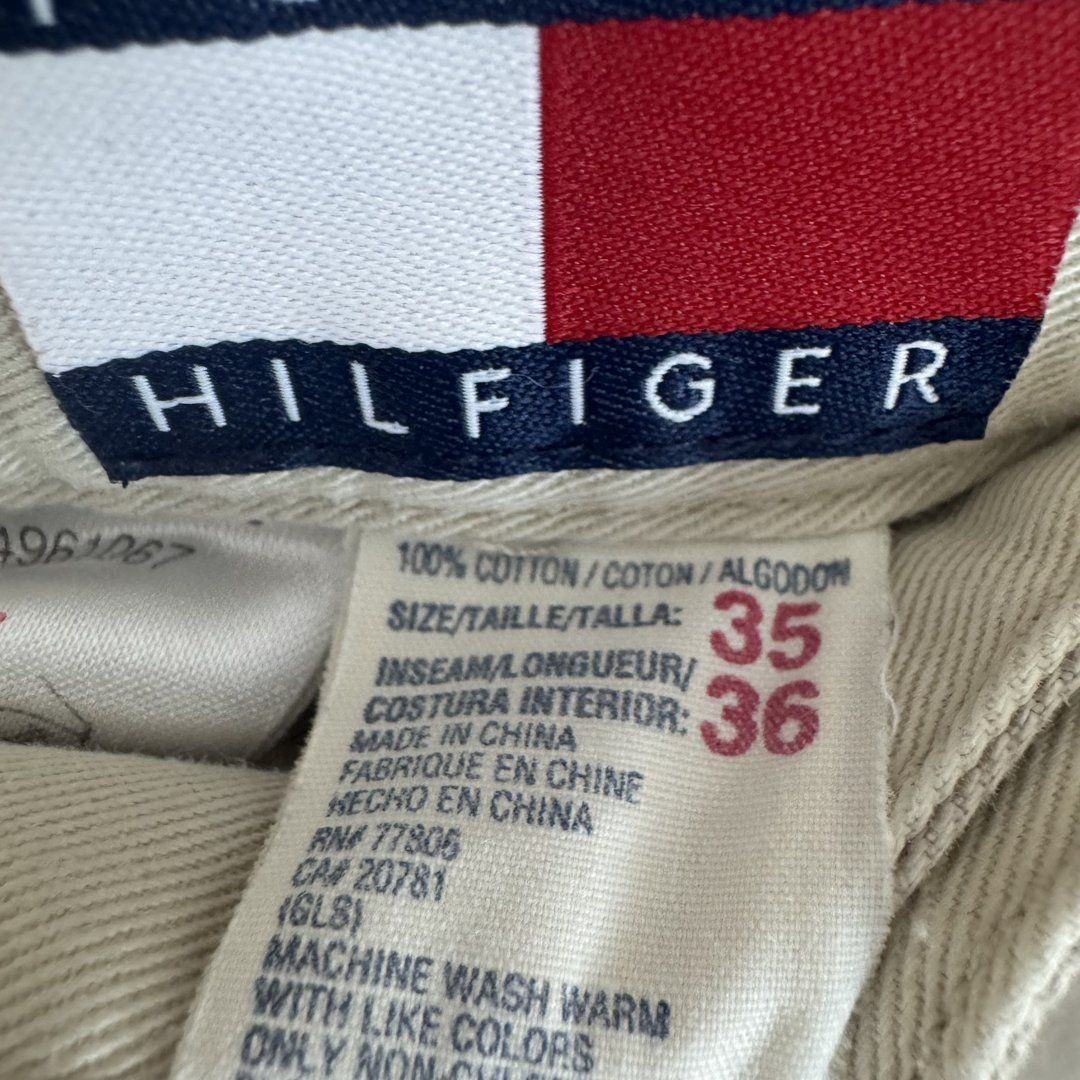 HILFIGER
100% COTTON / COTON / ALGODON
SIZE/TAILLE/TALLA: 35
INSEAM/LONGUEUR/
COSTURA INTERIOR: 36
MADE IN CHINA
FABRIQUE EN CHINE
HECHO EN CHINA
RN# 77806
CA# 20781
(GLS)
MACHINE WASH WARM
WITH LIKE COLORS